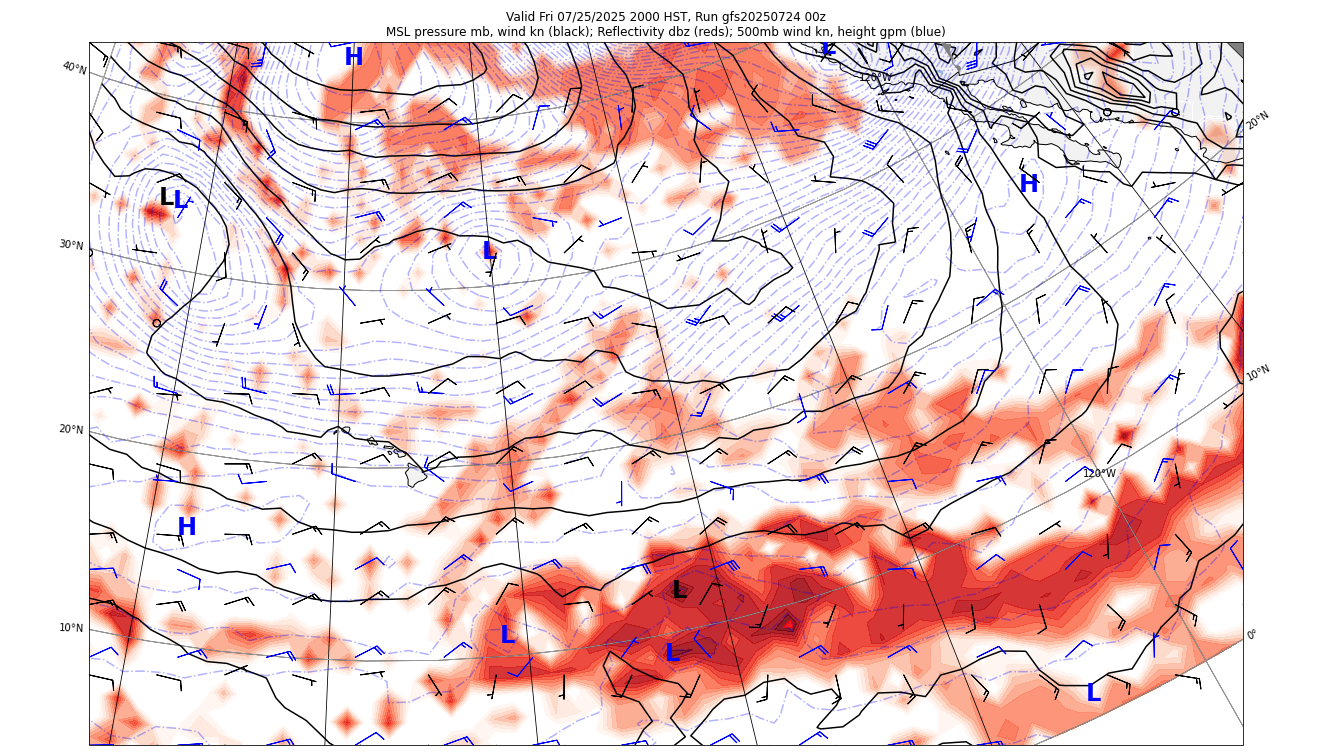 Valid Fri 07/25/2025 2000 HST, Run gfs20250724 00z
MSL pressure mb, wind kn (black); Reflectivity dbz (reds); 500mb wind kn, height gpm (blue)
H
L
40°N
120°W
20°N
H
L
L
30°N
L
10°N
20°N
120°W
H
L
10°N
L
0°
L
L